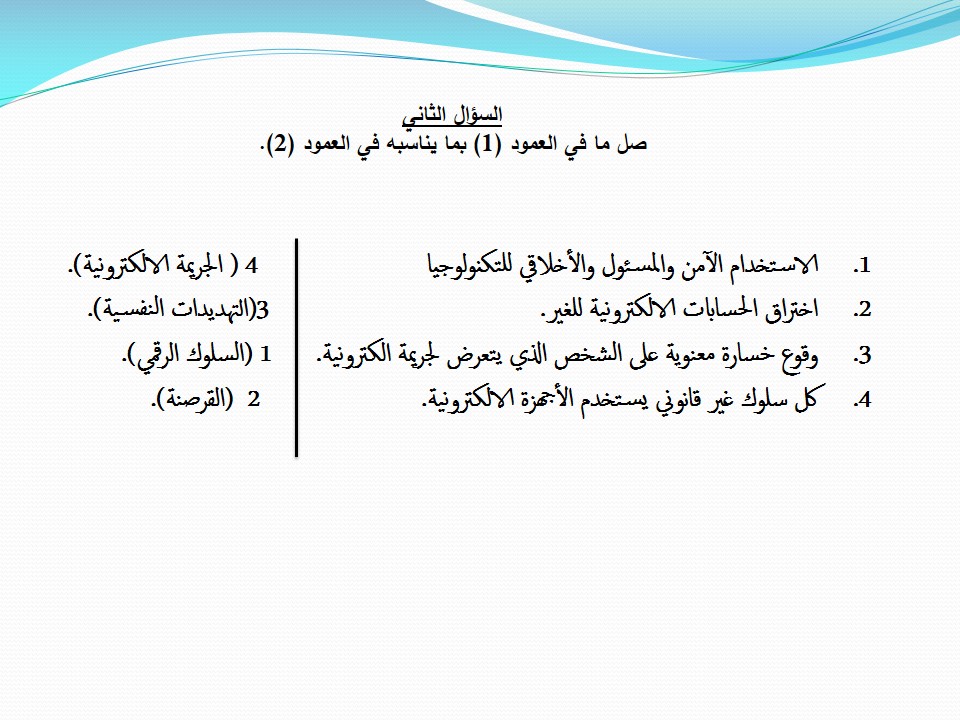 السؤال الثاني
صل ما في العمود (1) بما يناسبه في العمود (2).
1. الاستخدام الآمن والمسئول والأخلاقي للتكنولوجيا
2. اختراق الحسابات الالكترونية للغير.
3. وقوع خسارة معنوية على الشخص الذي يتعرض لجريمة الكترونية.
4. كل سلوك غير قانوني يستخدم الأجهزة الالكترونية.
4 ( الجريمة الالكترونية).
3(التهديدات النفسية).
1 (السلوك الرقمي).
2 (القرصنة).